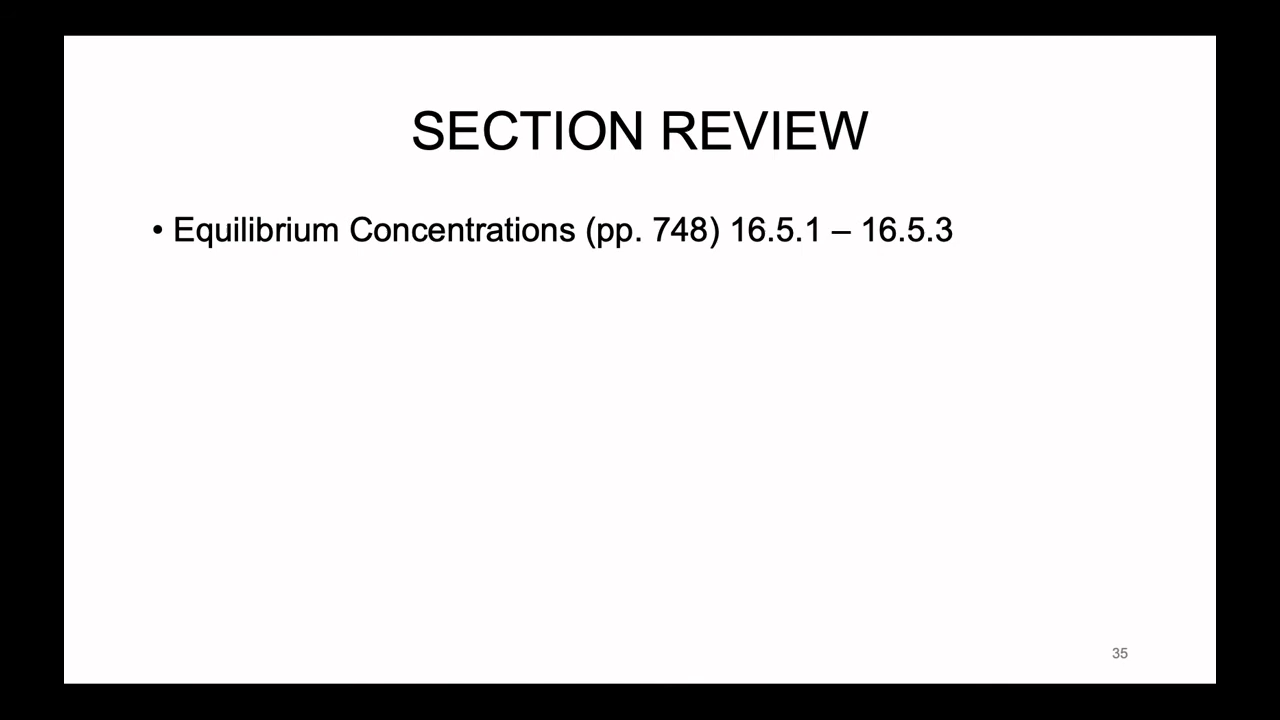 SECTION REVIEW
• Equilibrium Concentrations (pp. 748) 16.5.1 – 16.5.3
35